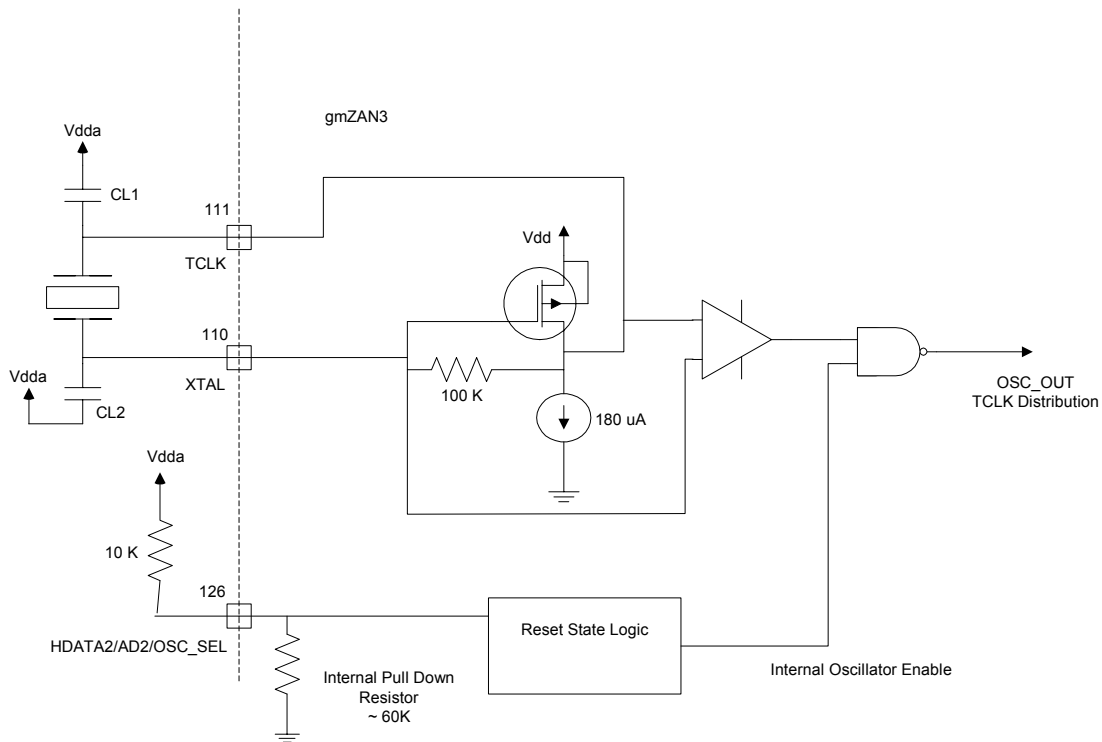 gmZAN3
Vdda
CL1
111
TCLK
Vdd
110
XTAL
Vdda
CL2
100 K
180 uA
OSC_OUT
TCLK Distribution
Vdda
10 K
126
HDATA2/AD2/OSC_SEL
Reset State Logic
Internal Pull Down
Resistor
~ 60K
Internal Oscillator Enable